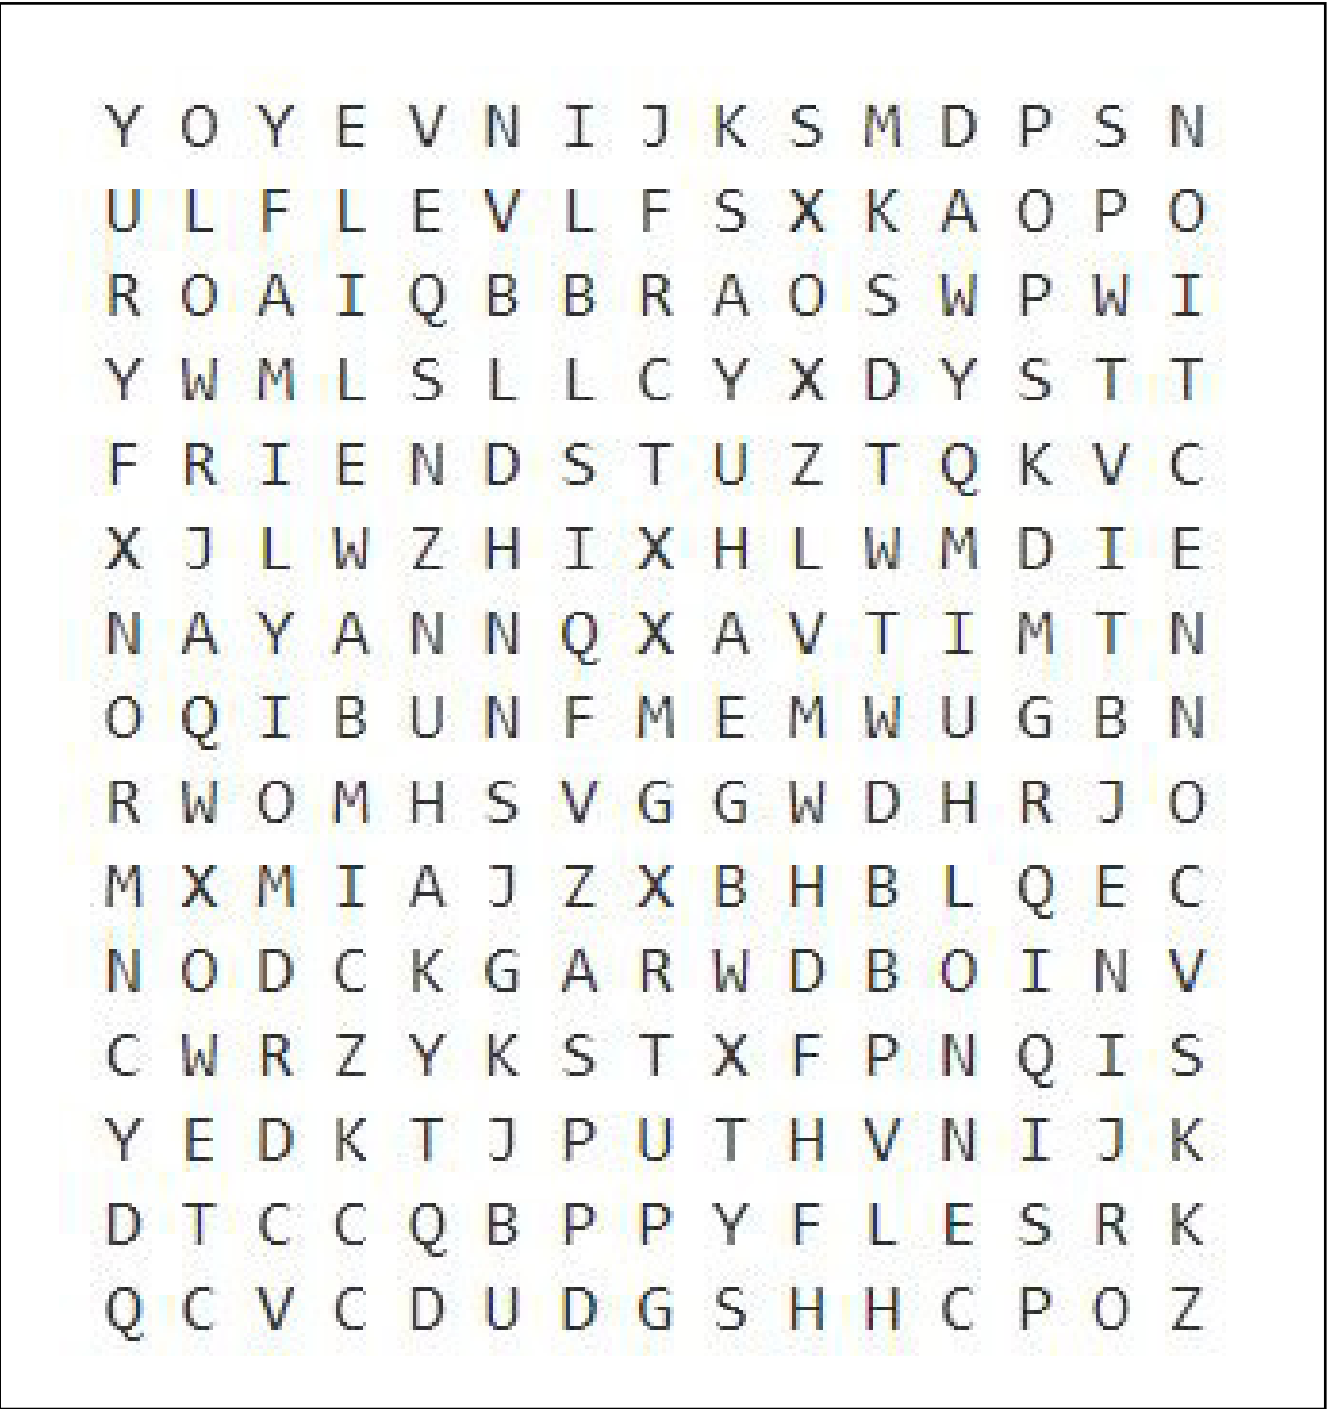 Y O Y E V N I J K S M D P S N
U L F L E V L F S X K A O P O
R O A I Q B B R A O S W P W I
Y W M L S L L C Y X D Y S T T
F R I E N D S T U Z T Q K V C
X J L W Z H I X H L W M D I E
N A Y A N N Q X A V T I M T N
O Q I B U N F M E M W U G B N
R W O M H S V G G W D H R J O
M X M I A J Z X B H B L Q E C
N O D C K G A R W D B O I N V
C W R Z Y K S T X F P N Q I S
Y E D K T J P U T H V N I J K
D T C C Q B P P Y F L E S R K
Q C V C D U D G S H H C P O Z